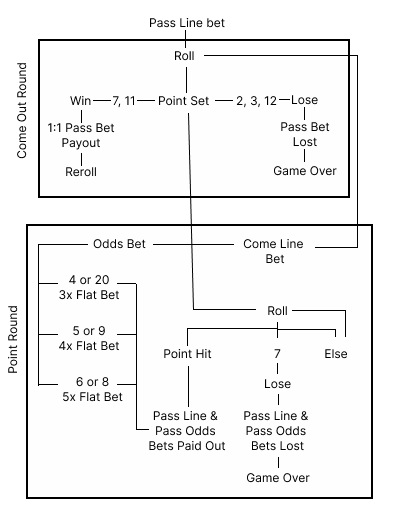 Pass Line bet
Come Out Round
Roll
Win 7, 11 Point Set 2, 3, 12 Lose
1:1 Pass Bet
Payout
Reroll
Pass Bet
Lost
Game Over
Point Round
Odds Bet
Come Line
Bet
4 or 20
3x Flat Bet
5 or 9
4x Flat Bet
6 or 8
5x Flat Bet
Roll
Point Hit
7
Else
Lose
Pass Line &
Pass Odds
Bets Paid Out
Pass Line &
Pass Odds
Bets Lost
Game Over